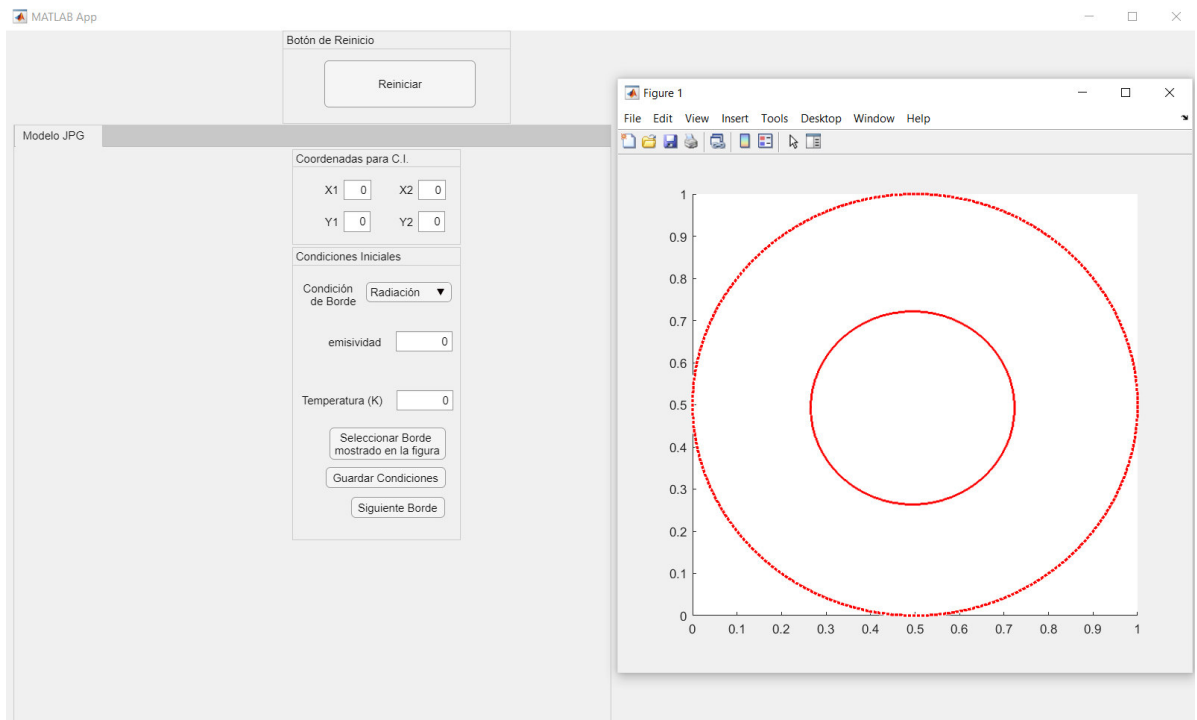 MATLAB App
Botón de Reinicio
Reiniciar
Modelo JPG
Coordenadas para C.I.
X1 0 X2 0
Y1 0 Y2 0
Condiciones Iniciales
Condición
de Borde
Radiación
emisividad 0
Temperatura (K) 0
Seleccionar Borde
mostrado en la figura
Guardar Condiciones
Siguiente Borde
Figure 1
File Edit View Insert Tools Desktop Window Help
1
0.9
0.8
0.7
0.6
0.5
0.4
0.3
0.2
0.1
0
0 0.1 0.2 0.3 0.4 0.5 0.6 0.7 0.8 0.9 1